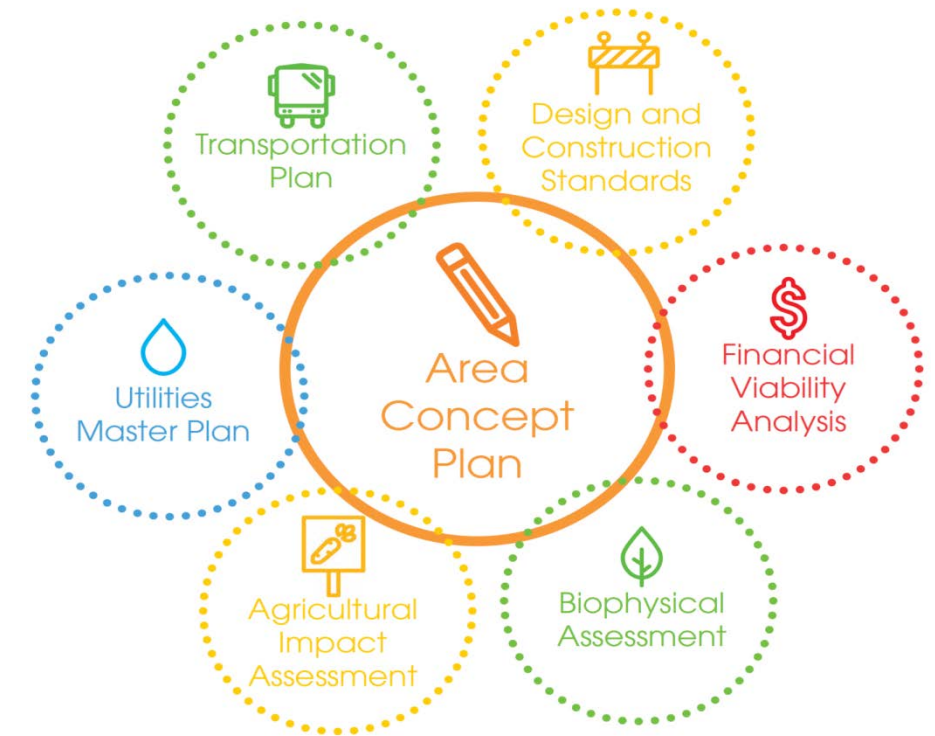 Transportation
Plan
Design and
Construction
Standards
Area
Concept
Plan
Financial
Viability
Analysis
Utilities
Master Plan
Agricultural
Impact
Assessment
Biophysical
Assessment